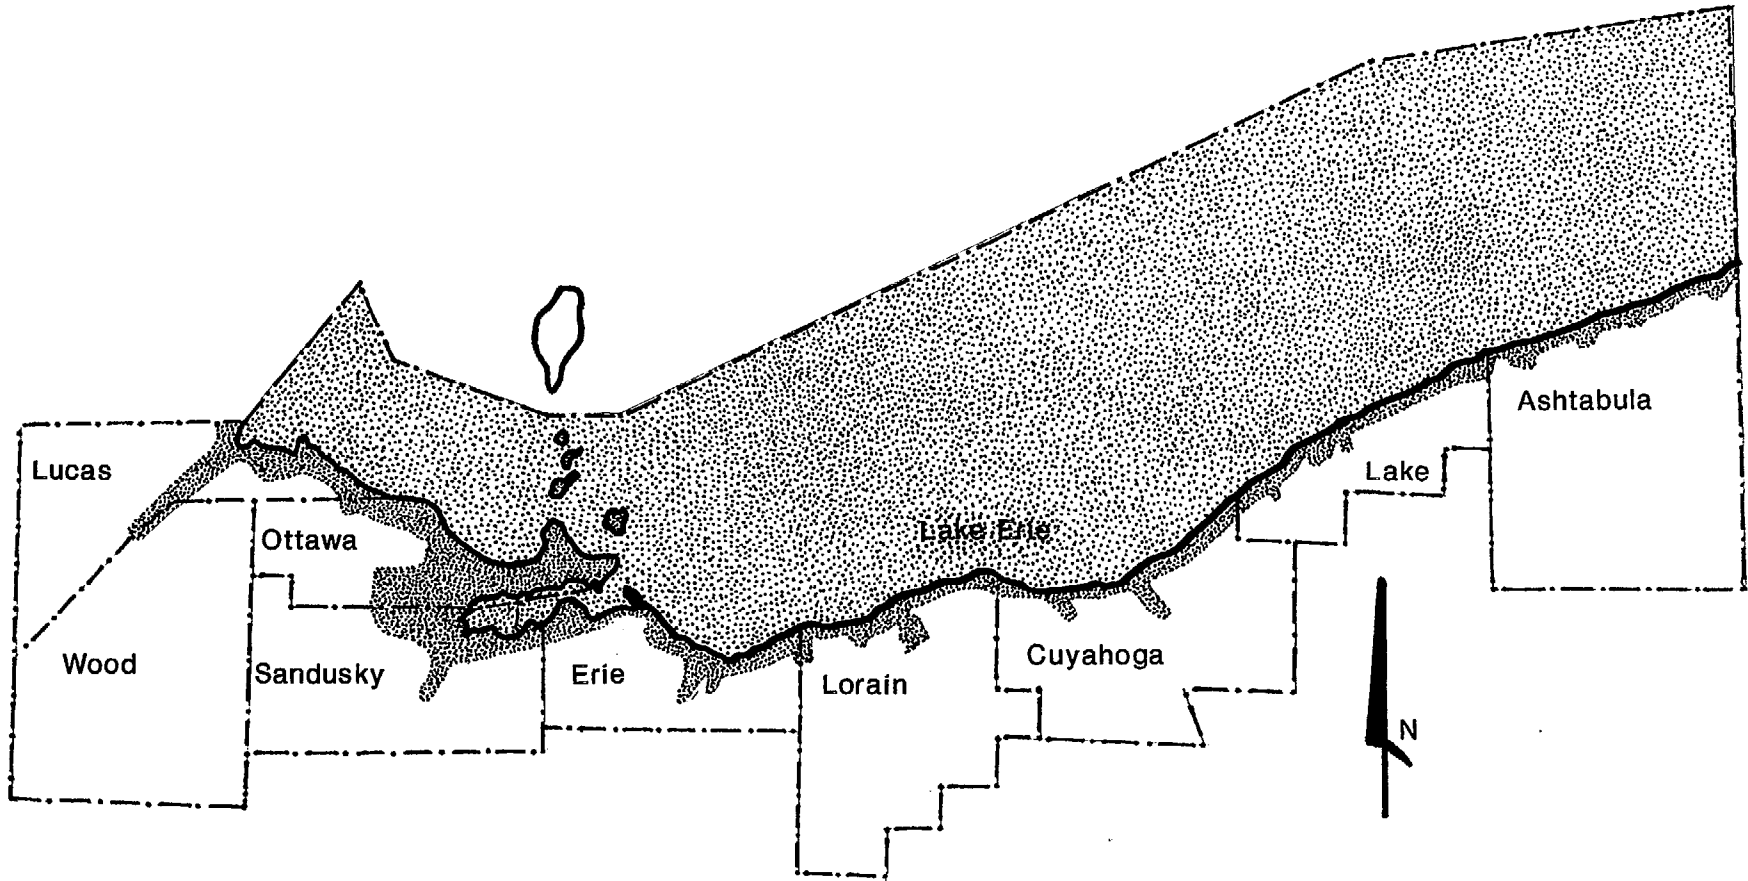 Ashtabula
Lucas
Lake
Lake Erie
Ottawa
Wood
Sandusky
Erie
Lorain
Cuyahoga
N